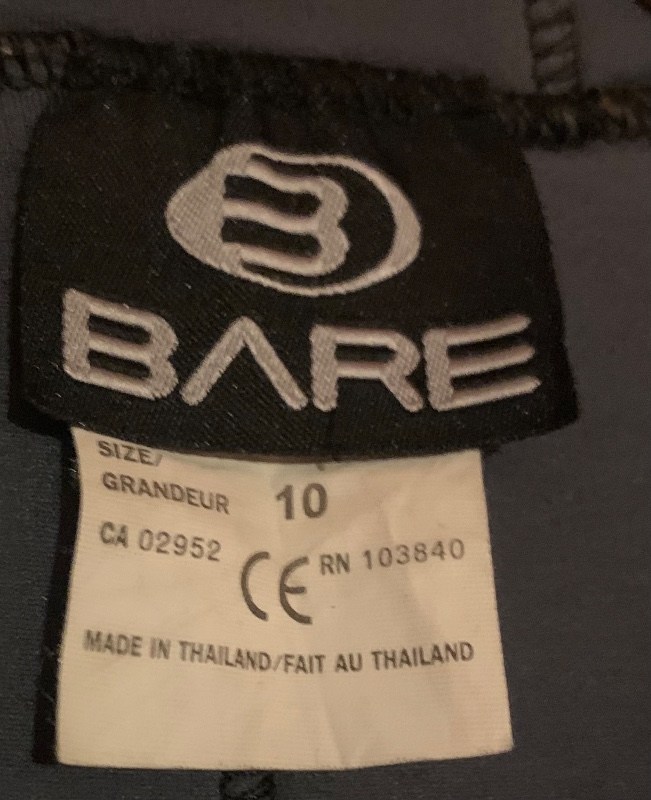 B
BARE
SIZE/
GRANDEUR 10
CA 02952
CE RN 103840
MADE IN THAILAND/FAIT AU THAILAND